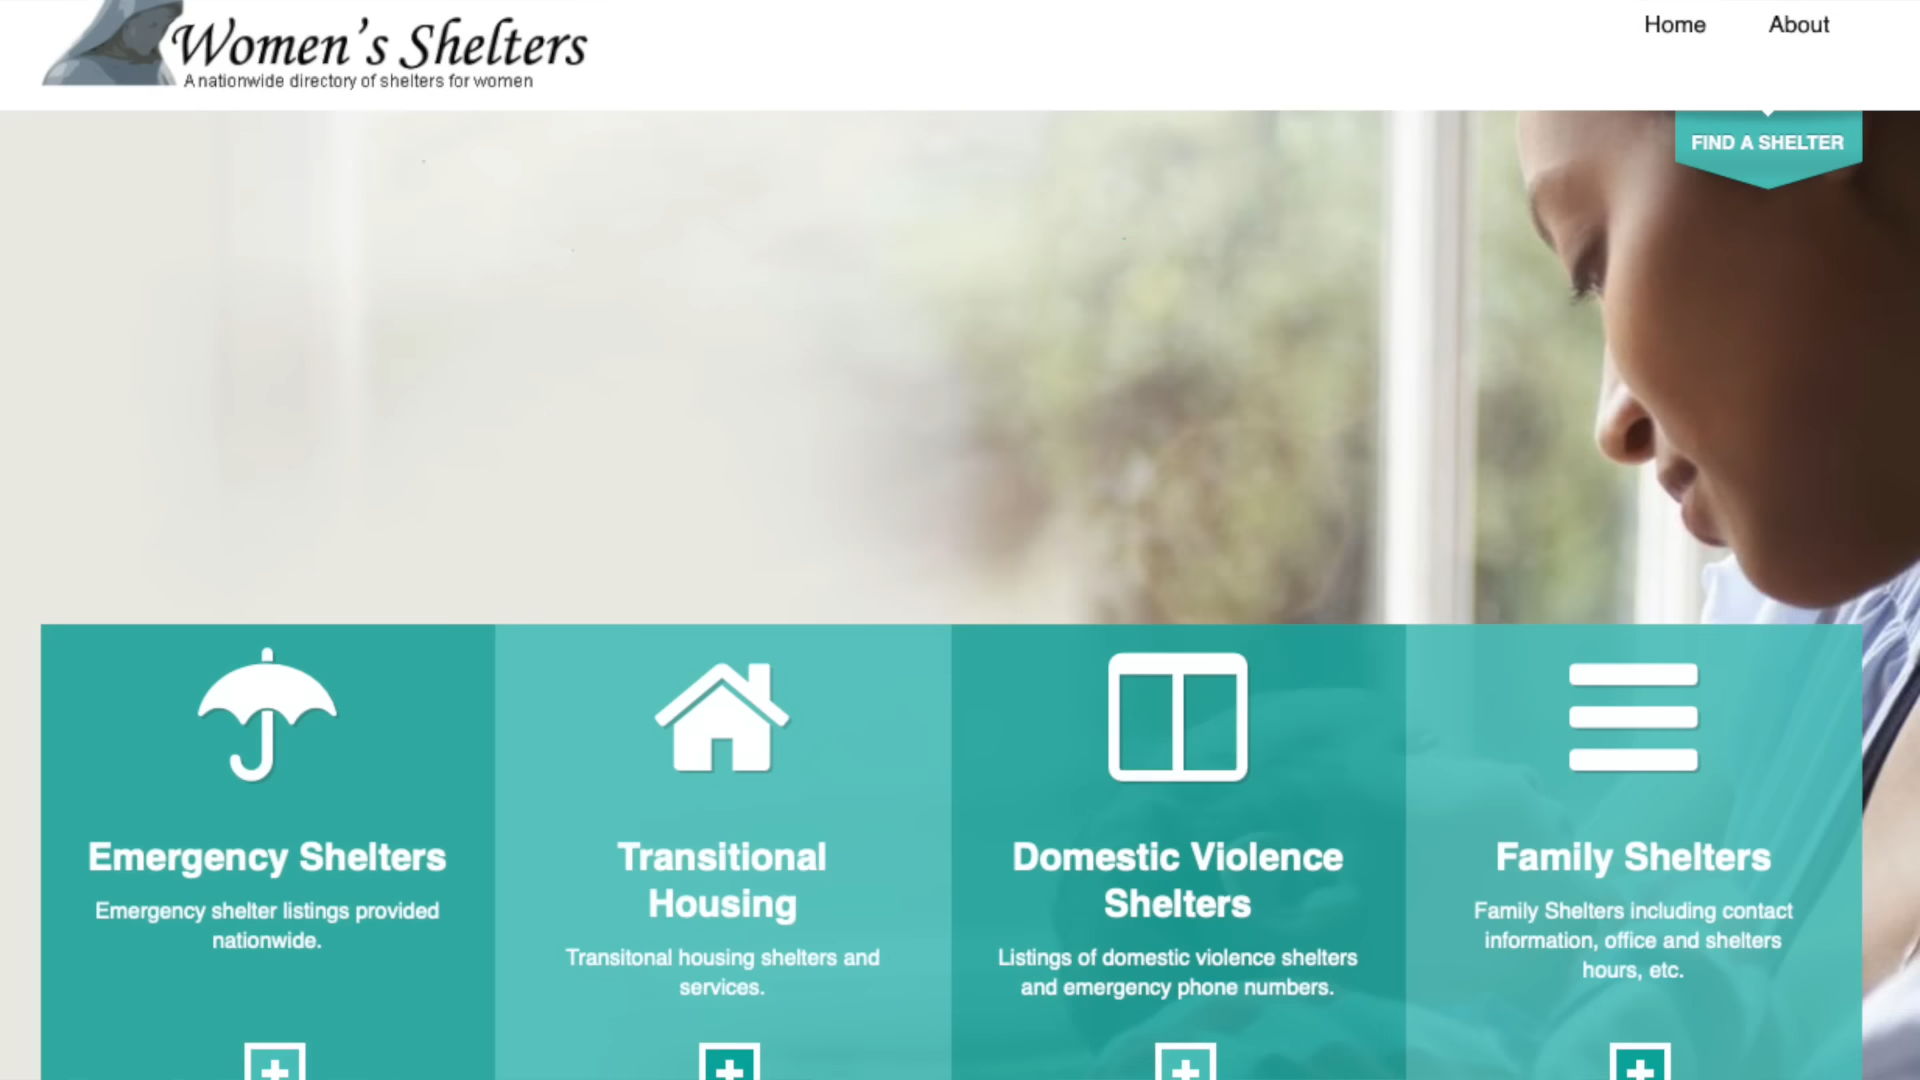 Women's Shelters
A nationwide directory of shelters for women
Home
About
FIND A SHELTER
Emergency Shelters
Emergency shelter listings provided
nationwide.
Transitional
Housing
Transitonal housing shelters and
services.
Domestic Violence
Shelters
Listings of domestic violence shelters
and emergency phone numbers.
Family Shelters
Family Shelters including contact
information, office and shelters
hours, etc.